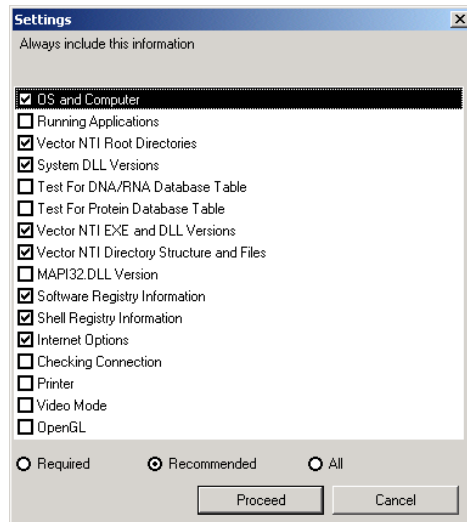 Settings
Always include this information
OS and Computer
Running Applications
Vector NTI Root Directories
System DLL Versions
Test For DNA/RNA Database Table
Test For Protein Database Table
Vector NTI EXE and DLL Versions
Vector NTI Directory Structure and Files
MAPI32.DLL Version
Software Registry Information
Shell Registry Information
Internet Options
Checking Connection
Printer
Video Mode
OpenGL
Required Recommended All
Proceed Cancel